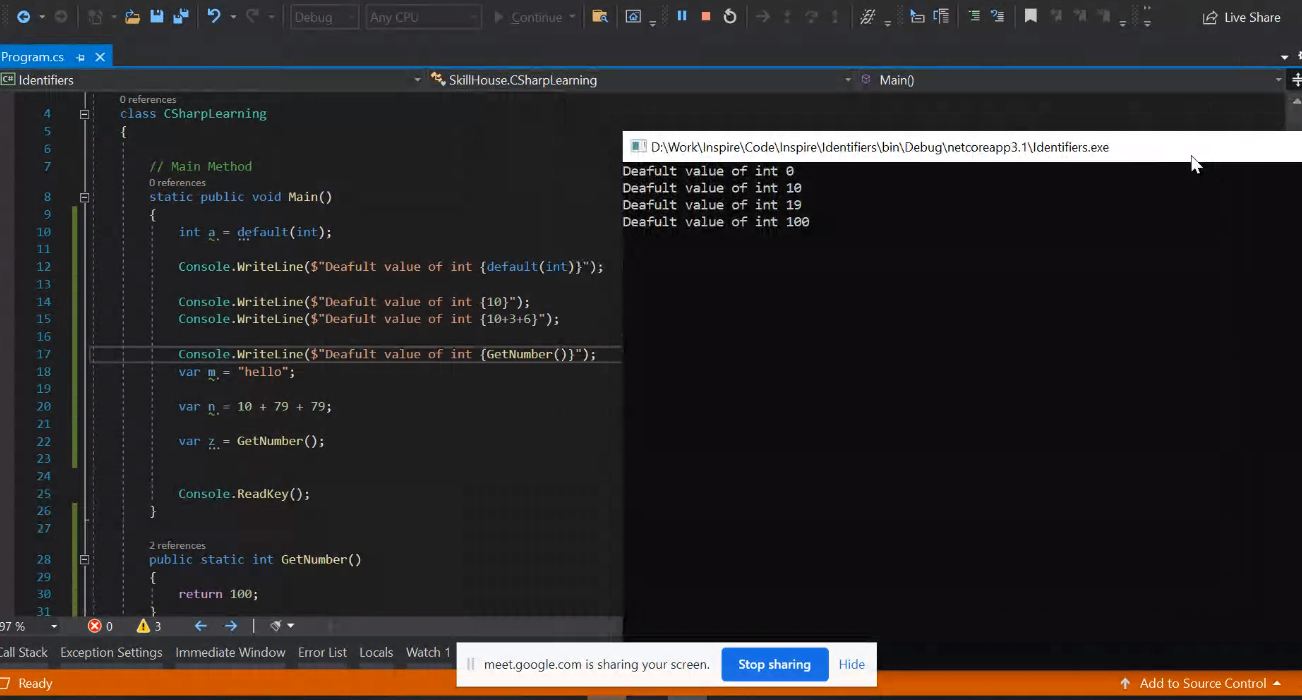 Debug
Any CPU
Continue
Live Share
Program.cs
C# Identifiers
SkillHouse.CSharpLearning
Main()
0 references
4 class CSharpLearning
5 {
6
7 // Main Method
0 references
8 static public void Main()
9 {
10 int a = default(int);
11
12 Console.WriteLine($"Deafult value of int {default(int)}");
13
14 Console.WriteLine($"Deafult value of int {10}");
15 Console.WriteLine($"Deafult value of int {10+3+6}");
16
17 Console.WriteLine($"Deafult value of int {GetNumber()}");
18 var m = "hello";
19
20 var n = 10 + 79 + 79;
21
22 var z = GetNumber();
23
24
25 Console.ReadKey();
26 }
27
2 references
28 public static int GetNumber()
29 {
30 return 100;
31 }
D:\Work\Inspire\Code\Inspire\Identifiers\bin\Debug\netcoreapp3.1\Identifiers.exe
Deafult value of int 0
Deafult value of int 10
Deafult value of int 19
Deafult value of int 100
97 %
0
3
Call Stack Exception Settings Immediate Window Error List Locals Watch 1
meet.google.com is sharing your screen.
Stop sharing
Hide
Ready
Add to Source Control